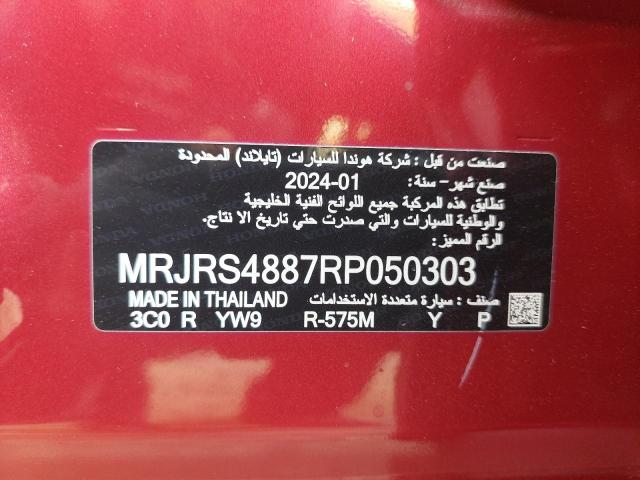 صنعت من قبل : شركة هوندا للسيارات (تايلاند) المحدودة
صنع شهر - سنة: 2024-01
تطابق هذه المركبة جميع اللوائح الفنية الخليجية
والوطنية للسيارات والتي صدرت حتي تاريخ الا نتاج.
الرقم المميز:
MRJRS4887RP050303
MADE IN THAILAND صنف : سيارة متعددة الاستخدامات
3C0 R YW9 R-575M Y P